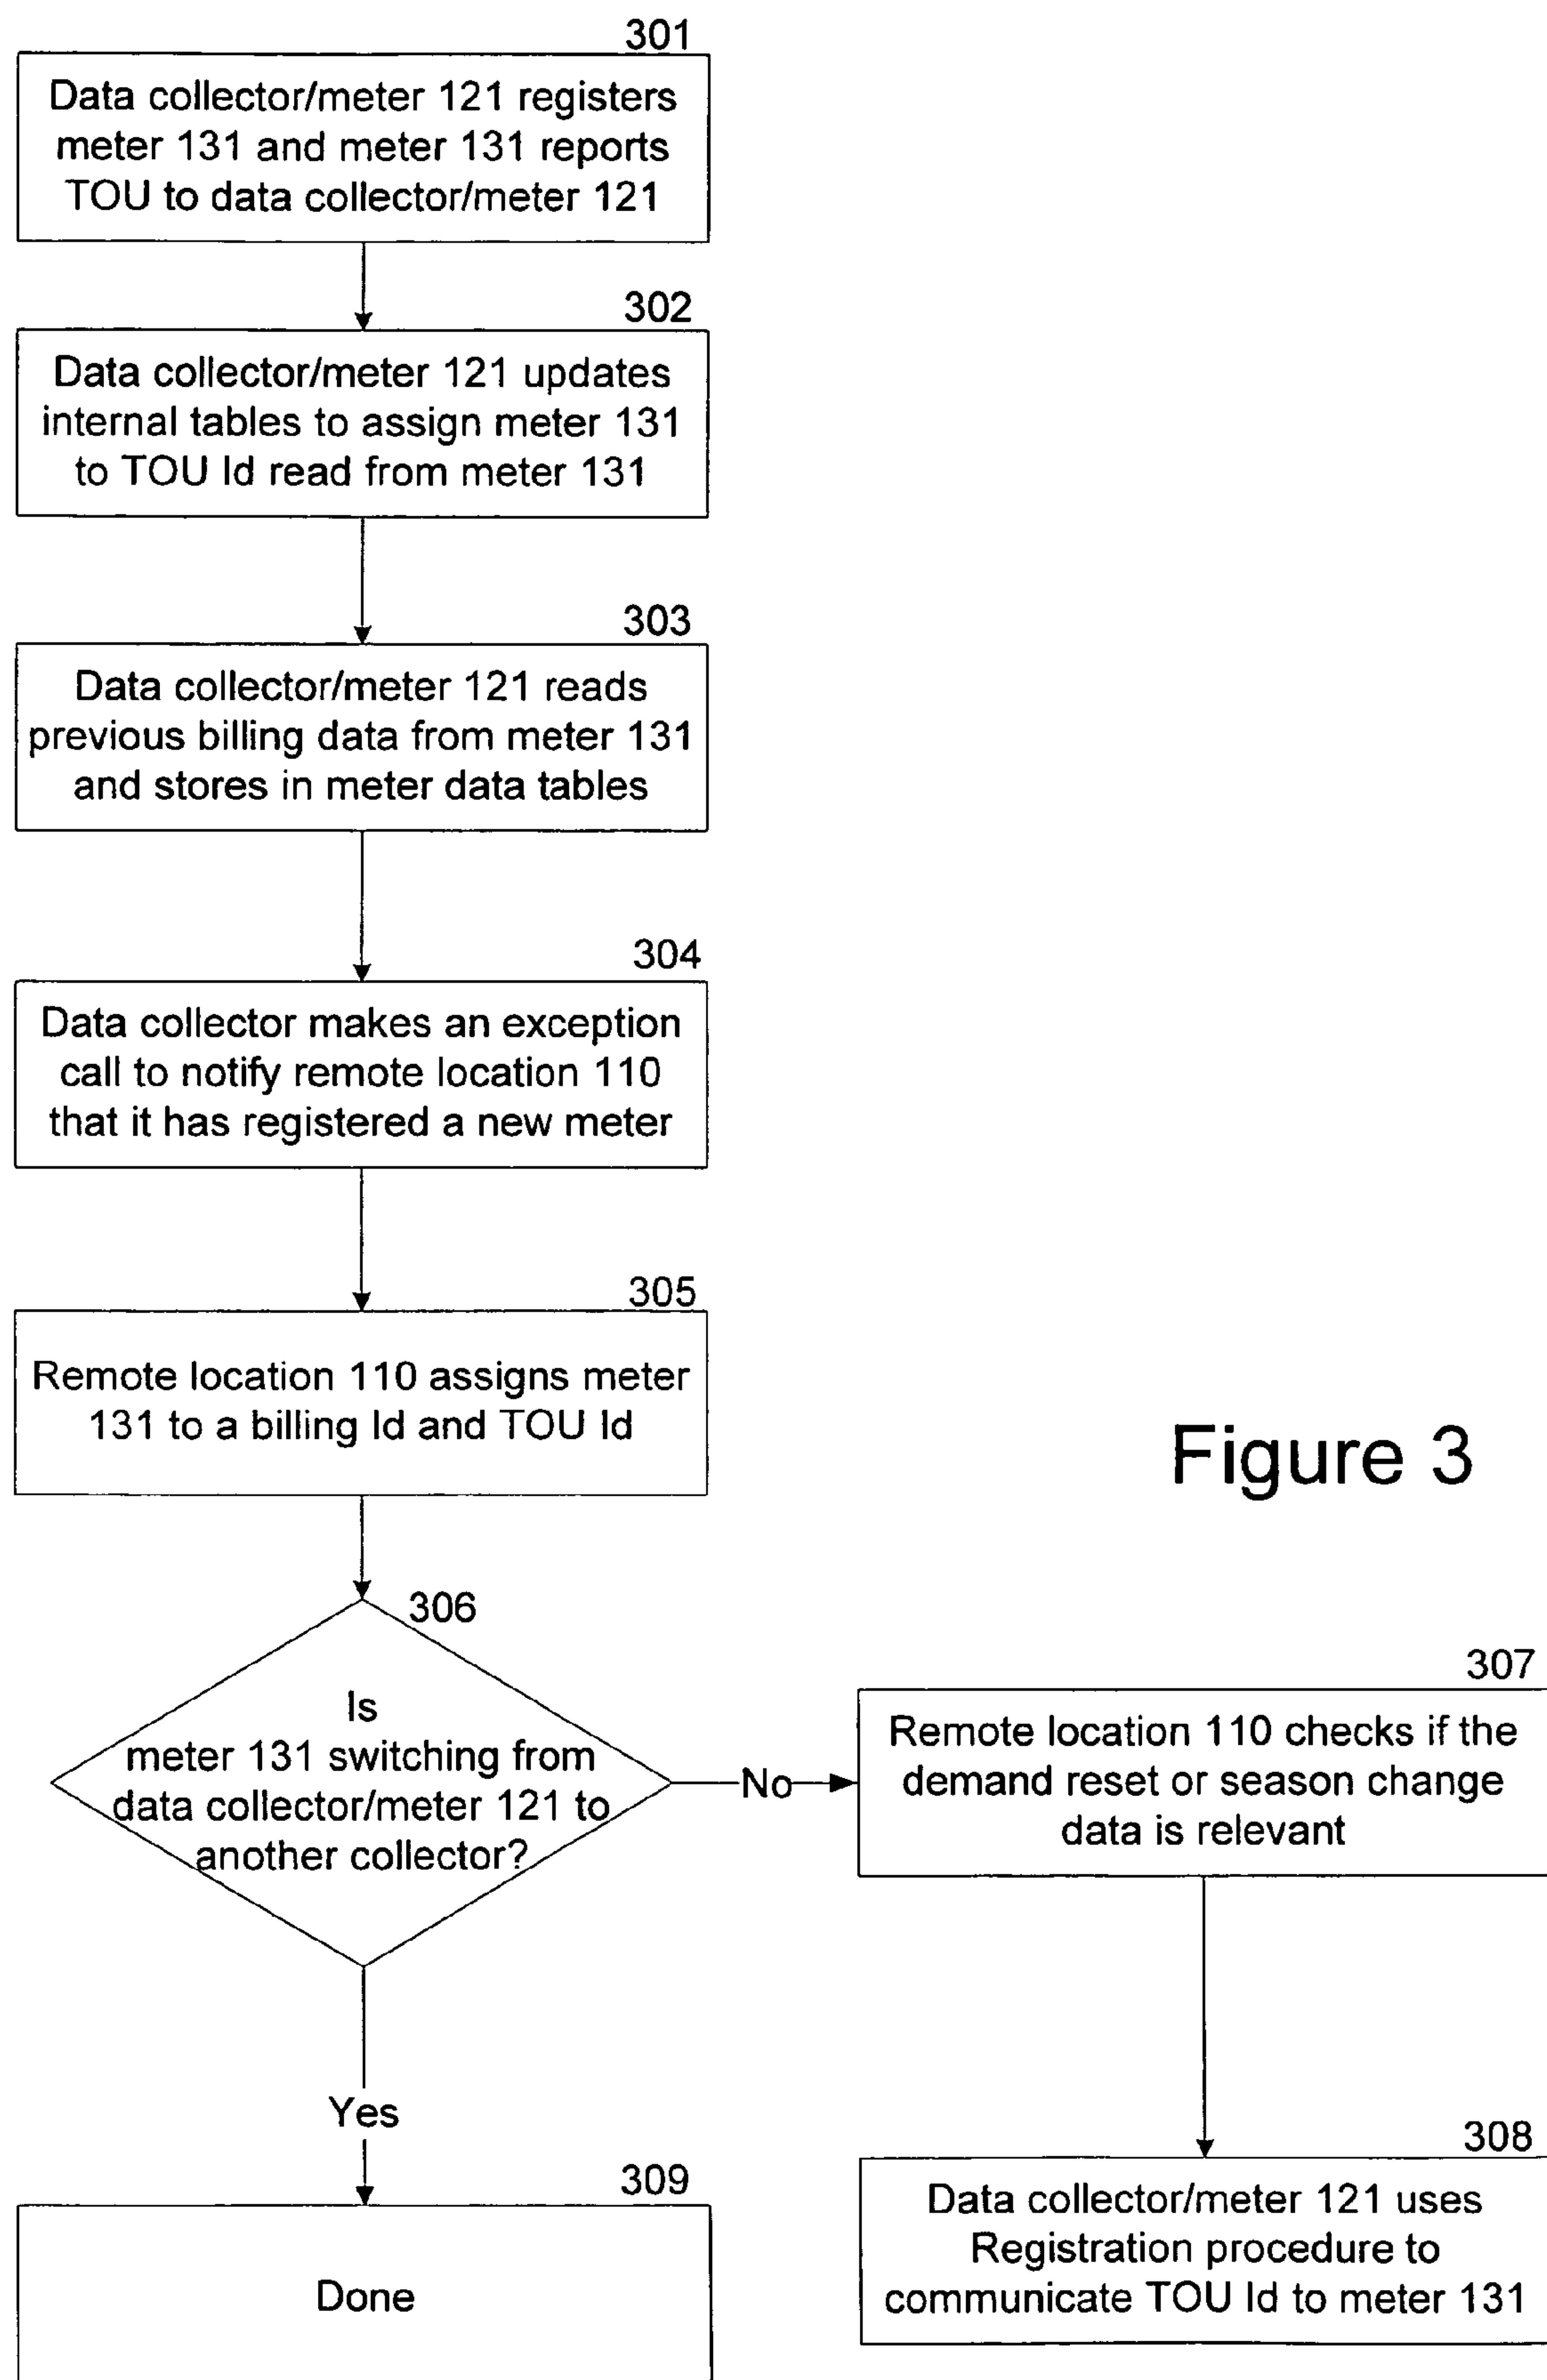 301
Data collector/meter 121 registers
meter 131 and meter 131 reports
TOU to data collector/meter 121
302
Data collector/meter 121 updates
internal tables to assign meter 131
to TOU Id read from meter 131
303
Data collector/meter 121 reads
previous billing data from meter 131
and stores in meter data tables
304
Data collector makes an exception
call to notify remote location 110
that it has registered a new meter
305
Remote location 110 assigns meter
131 to a billing Id and TOU Id
Figure 3
306
Is
meter 131 switching from
data collector/meter 121 to
another collector?
No
307
Remote location 110 checks if the
demand reset or season change
data is relevant
Yes
308
Data collector/meter 121 uses
Registration procedure to
communicate TOU Id to meter 131
309
Done